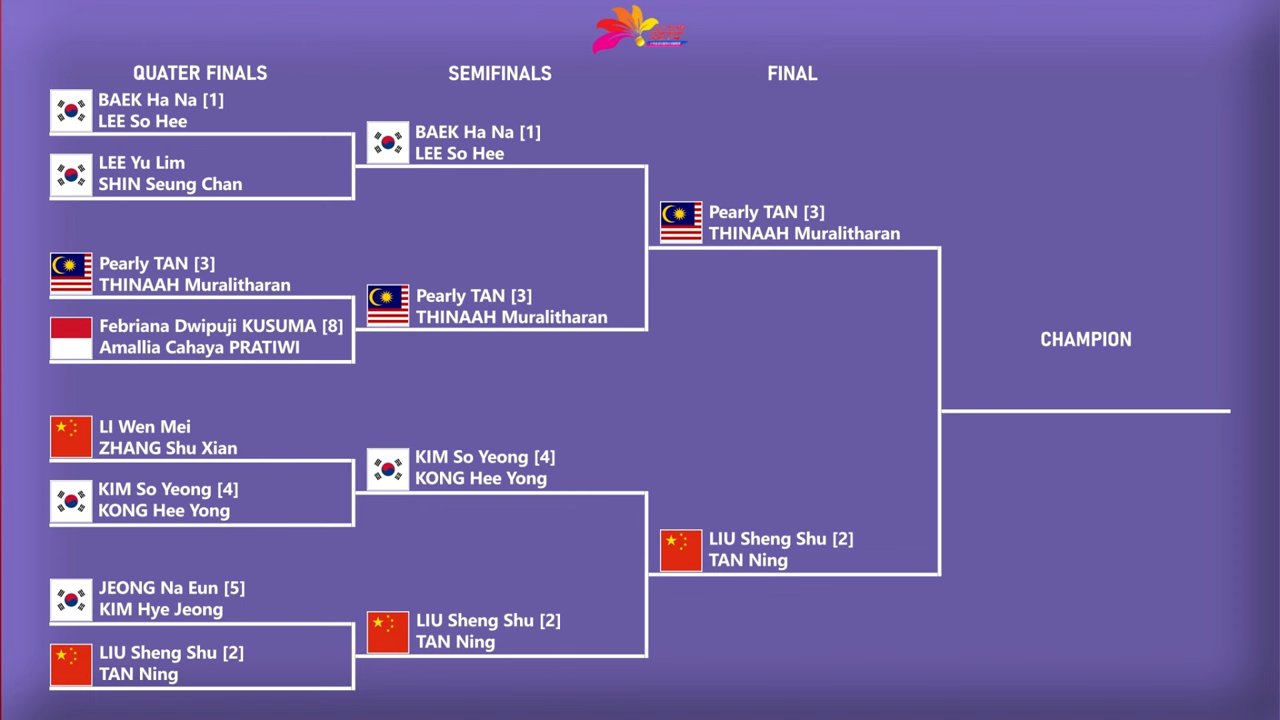 QUATER FINALS
SEMIFINALS
FINAL
BAEK Ha Na [1]
LEE So Hee
LEE Yu Lim
SHIN Seung Chan
Pearly TAN [3]
THINAAH Muralitharan
Febriana Dwipuji KUSUMA [8]
Amallia Cahaya PRATIWI
LI Wen Mei
ZHANG Shu Xian
KIM So Yeong [4]
KONG Hee Yong
JEONG Na Eun [5]
KIM Hye Jeong
LIU Sheng Shu [2]
TAN Ning
BAEK Ha Na [1]
LEE So Hee
Pearly TAN [3]
THINAAH Muralitharan
KIM So Yeong [4]
KONG Hee Yong
LIU Sheng Shu [2]
TAN Ning
Pearly TAN [3]
THINAAH Muralitharan
LIU Sheng Shu [2]
TAN Ning
CHAMPION